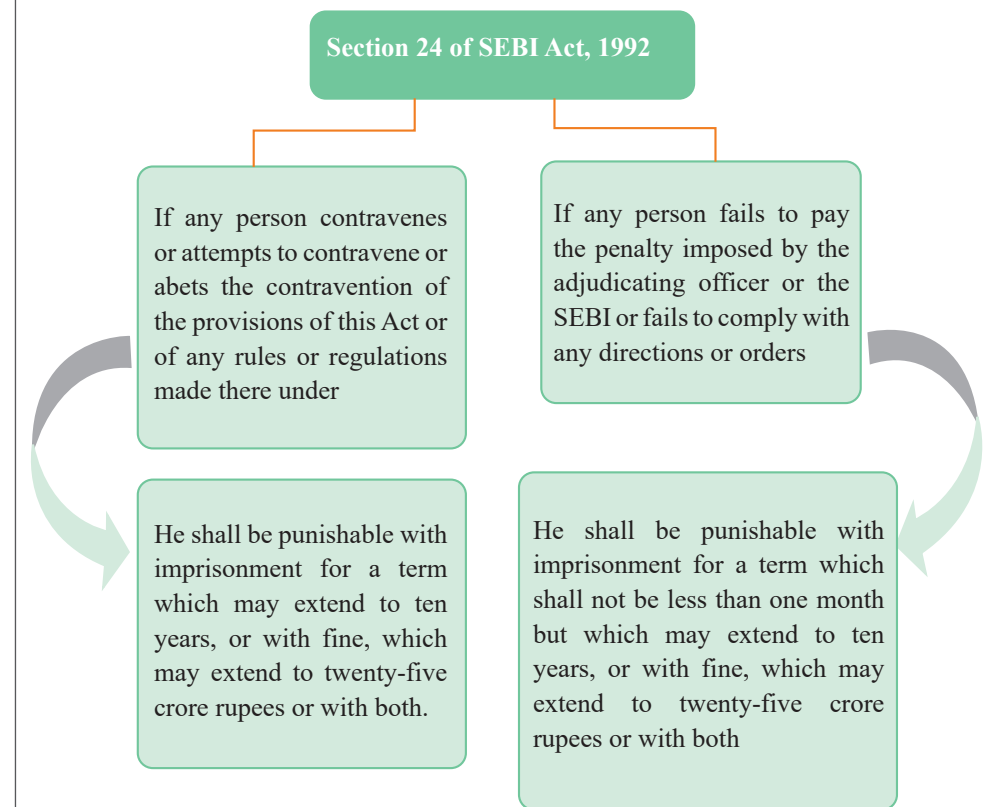 Section 24 of SEBI Act, 1992
If any person contravenes
or attempts to contravene or
abets the contravention of
the provisions of this Act or
of any rules or regulations
made there under
If any person fails to pay
the penalty imposed by the
adjudicating officer or the
SEBI or fails to comply with
any directions or orders
He shall be punishable with
imprisonment for a term
which may extend to ten
years, or with fine, which
may extend to twenty-five
crore rupees or with both.
He shall be punishable with
imprisonment for a term which
shall not be less than one month
but which may extend to ten
years, or with fine, which may
extend to twenty-five crore
rupees or with both